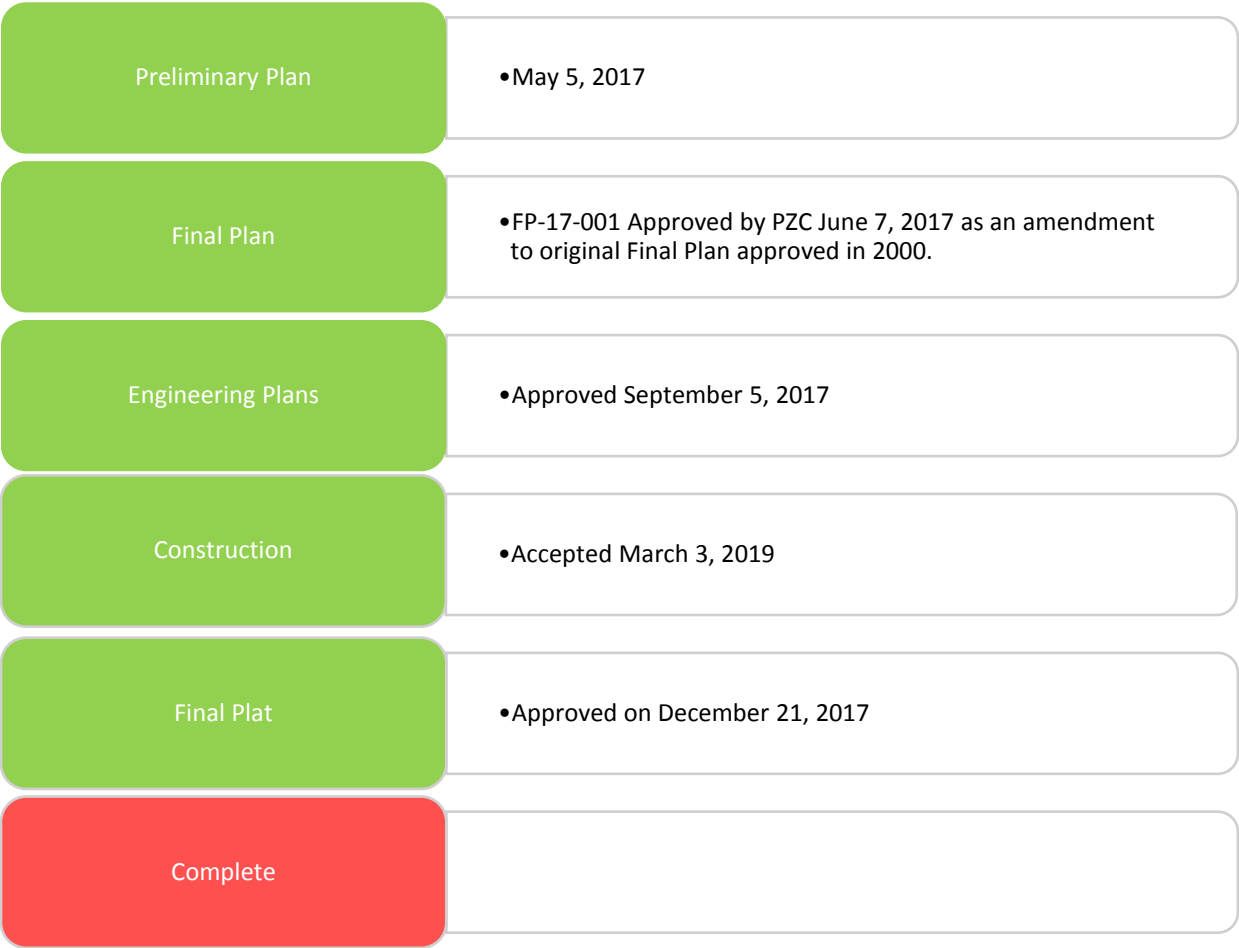 Preliminary Plan
•May 5, 2017
Final Plan
•FP-17-001 Approved by PZC June 7, 2017 as an amendment
to original Final Plan approved in 2000.
Engineering Plans
•Approved September 5, 2017
Construction
•Accepted March 3, 2019
Final Plat
•Approved on December 21, 2017
Complete